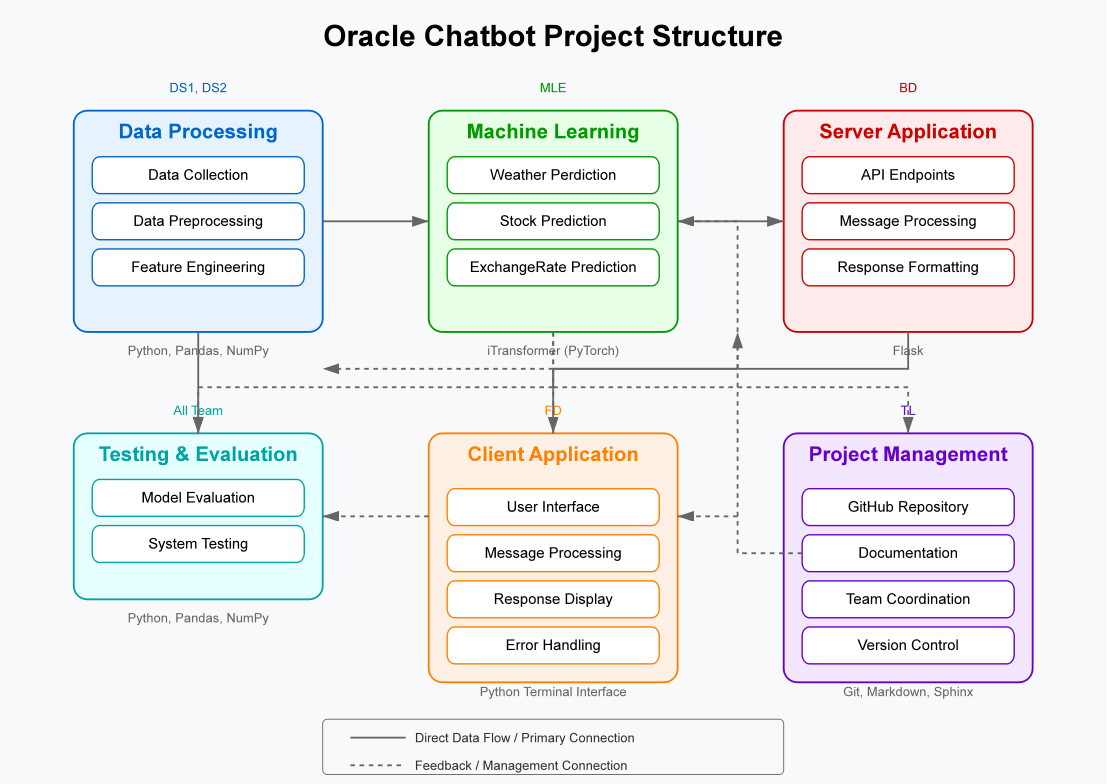 Oracle Chatbot Project Structure
DS1, DS2
Data Processing
Data Collection
Data Preprocessing
Feature Engineering
Python, Pandas, NumPy
MLE
Machine Learning
Weather Perdiction
Stock Prediction
ExchangeRate Prediction
iTransformer (PyTorch)
BD
Server Application
API Endpoints
Message Processing
Response Formatting
Flask
All Team
Testing & Evaluation
Model Evaluation
System Testing
Python, Pandas, NumPy
FD
Client Application
User Interface
Message Processing
Response Display
Error Handling
Python Terminal Interface
TL
Project Management
GitHub Repository
Documentation
Team Coordination
Version Control
Git, Markdown, Sphinx
Direct Data Flow / Primary Connection
Feedback / Management Connection